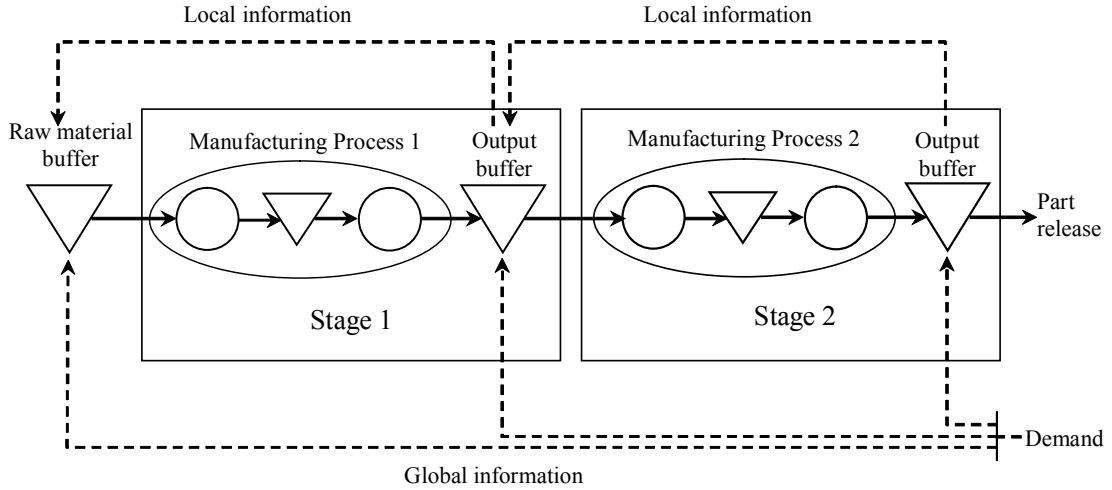 Local information
Local information
Raw material
buffer
Manufacturing Process 1
Output
buffer
Manufacturing Process 2
Output
buffer
Part
release
Stage 1
Stage 2
Demand
Global information